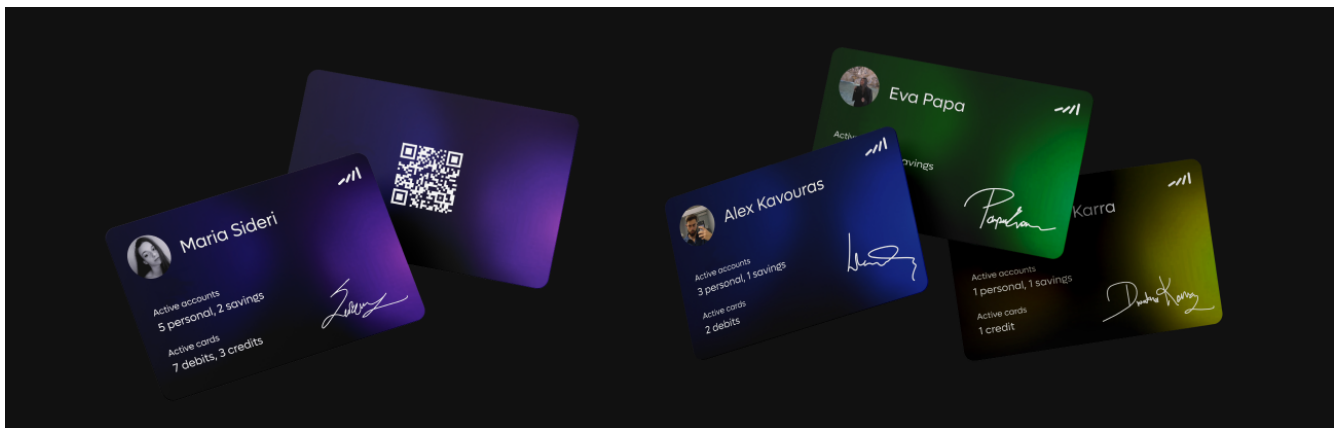 Maria Sideri
Active accounts
5 personal, 2 savings
Active cards
7 debits, 3 credits
Alex Kavouras
Active accounts
3 personal, 1 savings
Active cards
2 debits
Eva Papa
savings
Karra
Active accounts
1 personal, 1 savings
Active cards
1 credit